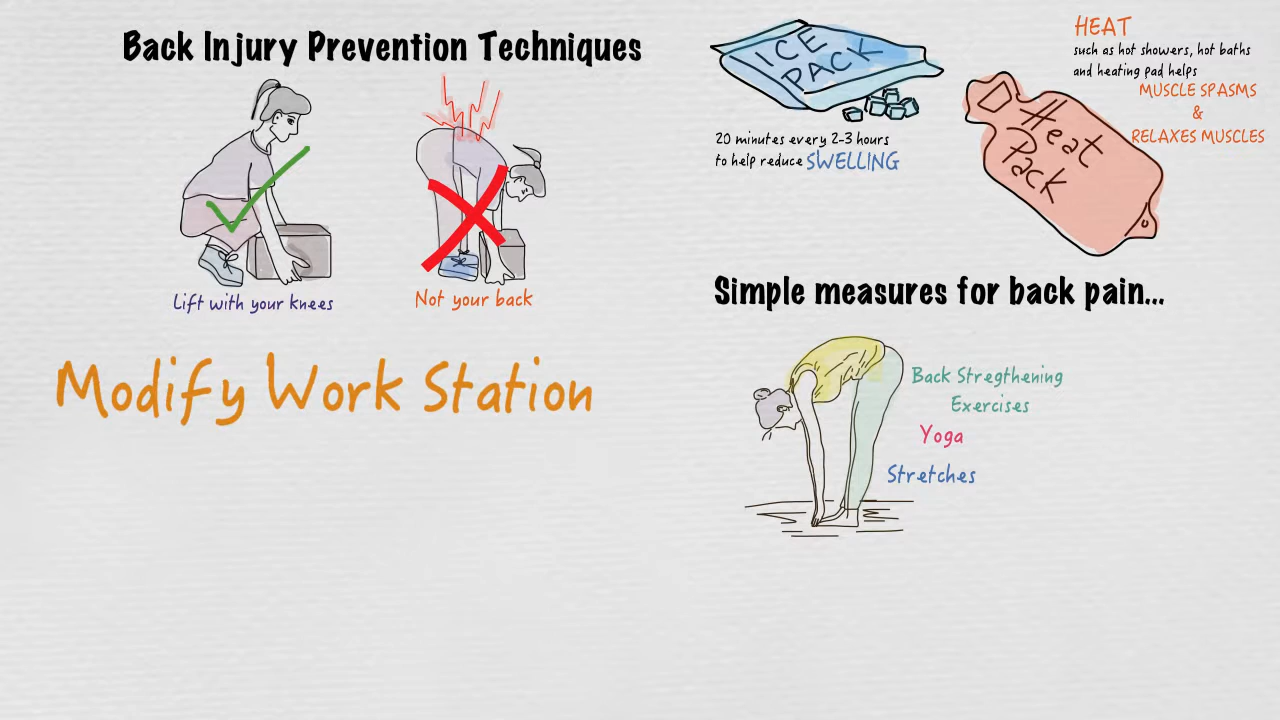 Back Injury Prevention Techniques
Lift with your knees
Not your back
Modify Work Station
ICE
PACK
20 minutes every 2-3 hours
to help reduce SWELLING
HEAT
such as hot showers, hot baths
and heating pad helps
MUSCLE SPASMS
&
RELAXES MUSCLES
Heat
Pack
Simple measures for back pain...
Back Stregthening
Exercises
Yoga
Stretches